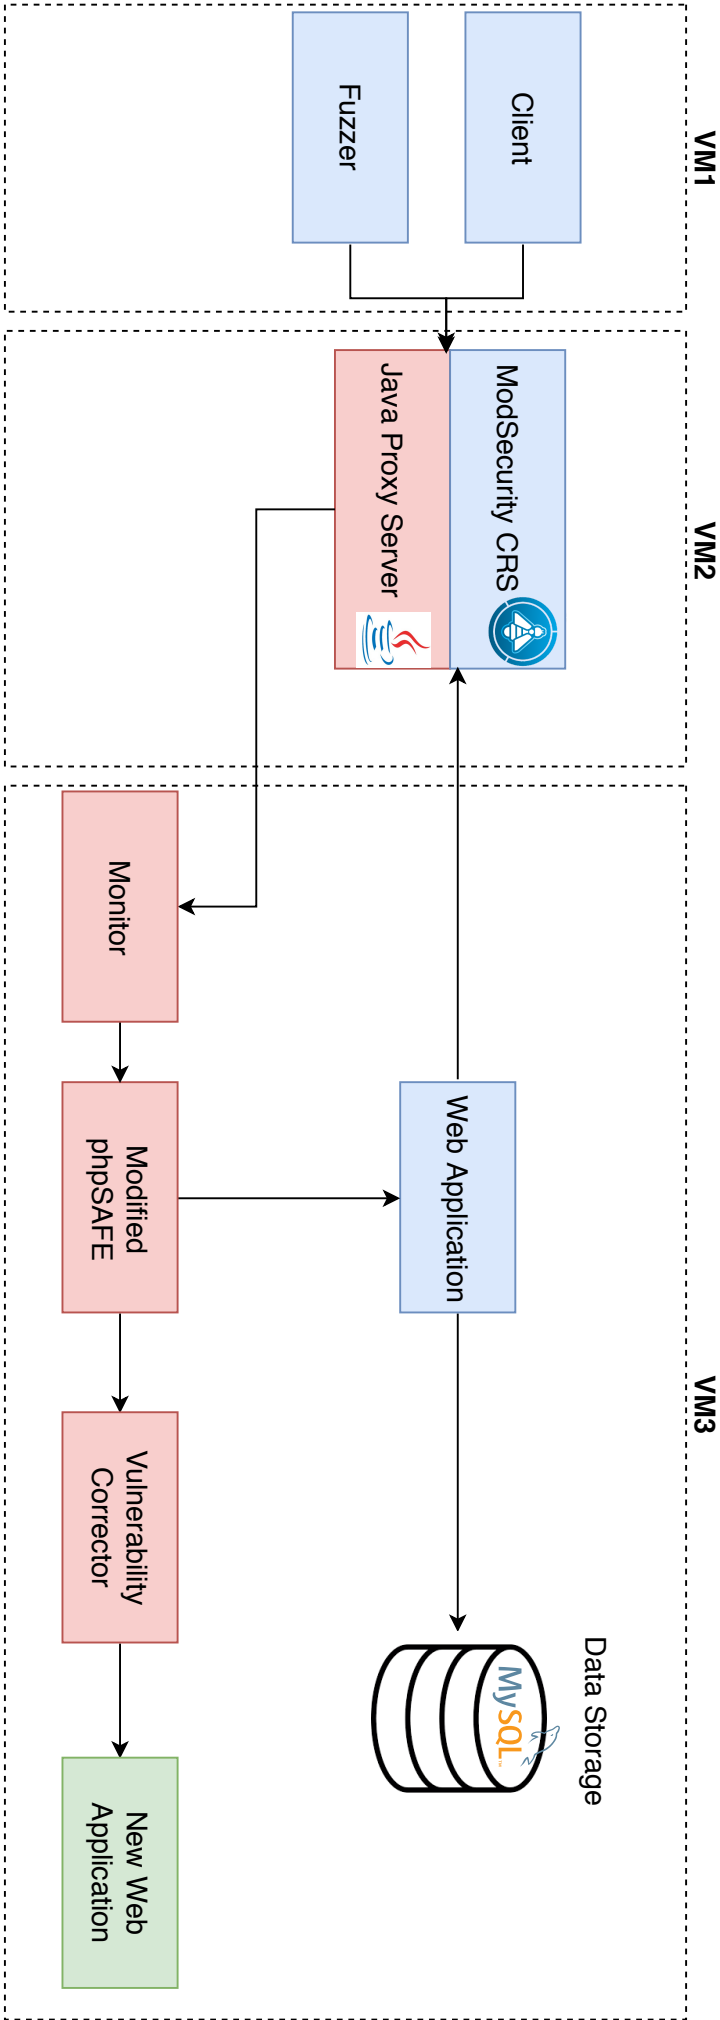 VM1
Client
Fuzzer
VM2
ModSecurity CRS
Java Proxy Server
VM3
Web Application
Data Storage
MySQL™
Monitor
Modified
phpSAFE
Vulnerability
Corrector
New Web
Application